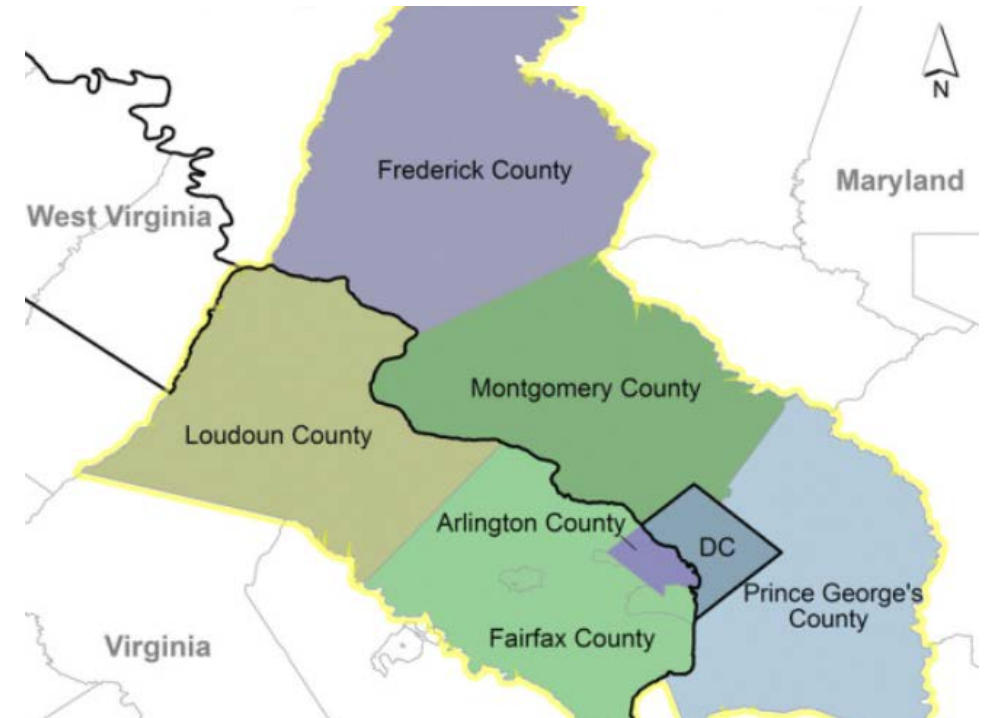 N
Frederick County
Maryland
West Virginia
Montgomery County
Loudoun County
Arlington County
DC
Prince George's
County
Fairfax County
Virginia